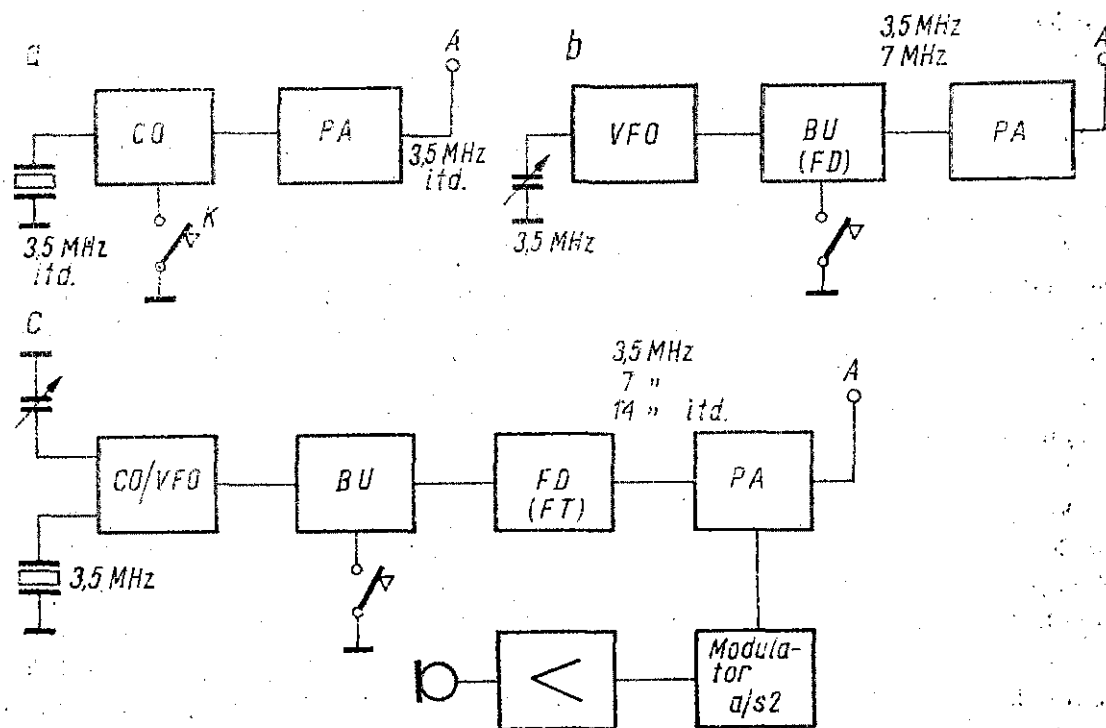 a
CO
PA
A
3,5 MHz
itd.
K
3,5 MHz
itd.
b
VFO
BU
(FD)
3,5 MHz
7 MHz
PA
A
3,5 MHz
C
CO/VFO
BU
FD
(FT)
3,5 MHz
7 "
14 " itd.
PA
A
3,5 MHz
<
Modula-
tor
a/s2